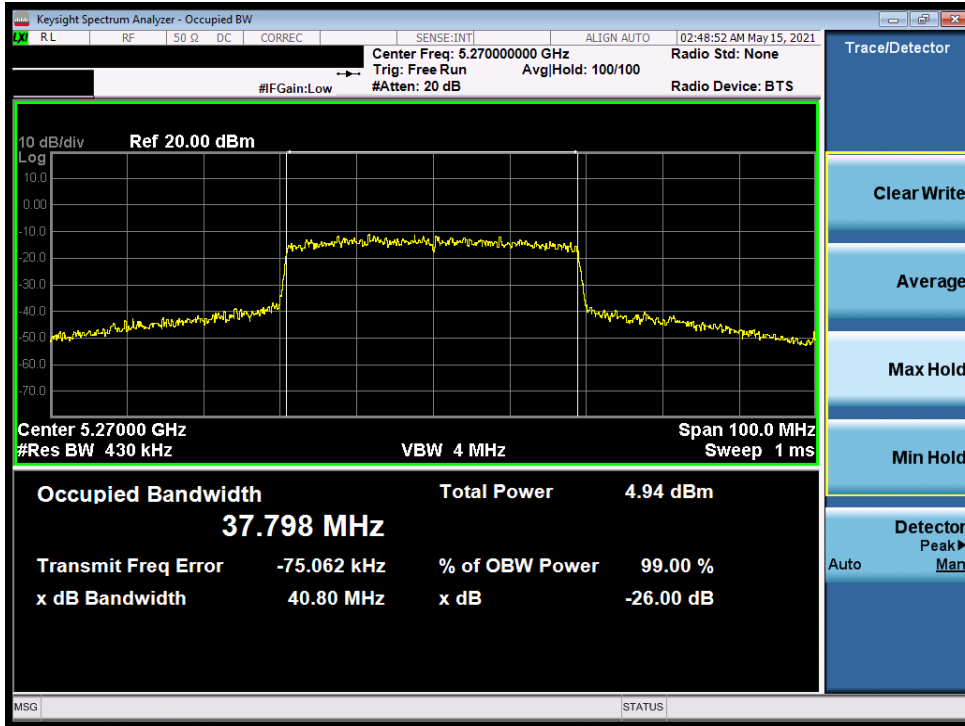 Keysight Spectrum Analyzer - Occupied BW
LXI RL RF 50 Ω DC CORREC SENSE:INT ALIGN AUTO 02:48:52 AM May 15, 2021
Center Freq: 5.270000000 GHz Radio Std: None
Trig: Free Run Avg|Hold: 100/100
#IFGain:Low #Atten: 20 dB Radio Device: BTS
Trace/Detector
10 dB/div Ref 20.00 dBm
Log
10.0
0.00
-10.0
-20.0
-30.0
-40.0
-50.0
-60.0
-70.0
Center 5.27000 GHz Span 100.0 MHz
#Res BW 430 kHz VBW 4 MHz Sweep 1 ms
Occupied Bandwidth Total Power 4.94 dBm
37.798 MHz
Transmit Freq Error -75.062 kHz % of OBW Power 99.00 %
x dB Bandwidth 40.80 MHz x dB -26.00 dB
Clear Write
Average
Max Hold
Min Hold
Detector
Peak▶
Auto Man
MSG STATUS